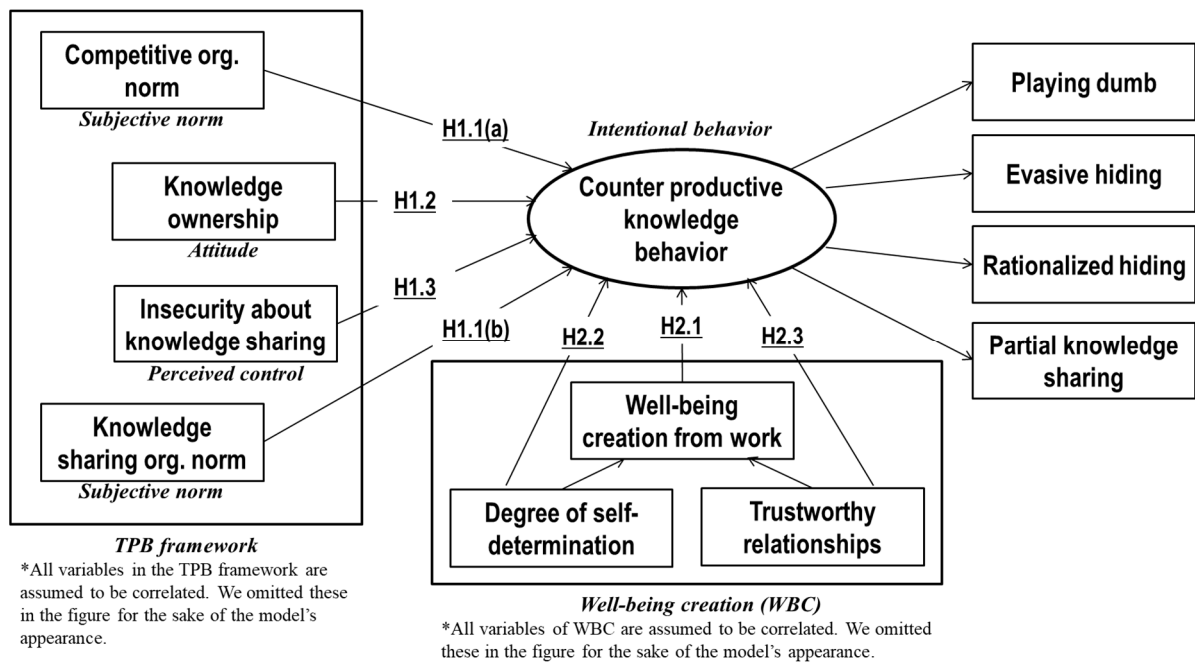 Competitive org.
norm
Subjective norm
H1.1(a)
Knowledge
ownership
Attitude
H1.2
Insecurity about
knowledge sharing
Perceived control
H1.3
H1.1(b)
Knowledge
sharing org. norm
Subjective norm
TPB framework
*All variables in the TPB framework are
assumed to be correlated. We omitted these
in the figure for the sake of the model's
appearance.
Intentional behavior
Counter productive
knowledge
behavior
H2.2
H2.1
H2.3
Well-being
creation from work
Degree of self-
determination
Trustworthy
relationships
Well-being creation (WBC)
*All variables of WBC are assumed to be correlated. We omitted
these in the figure for the sake of the model's appearance.
Playing dumb
Evasive hiding
Rationalized hiding
Partial knowledge
sharing